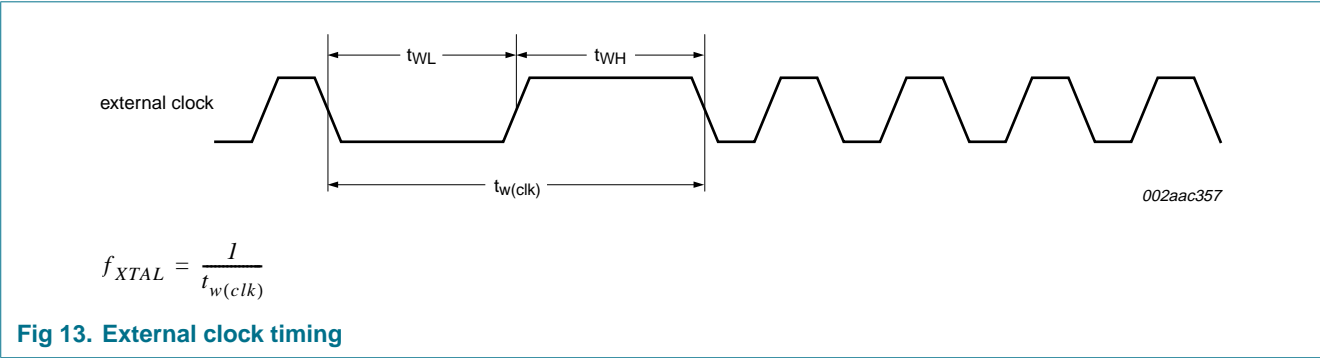 tWL
tWH
external clock
tw(clk)
002aac357
fXTAL = 1 / tw(clk)
Fig 13. External clock timing